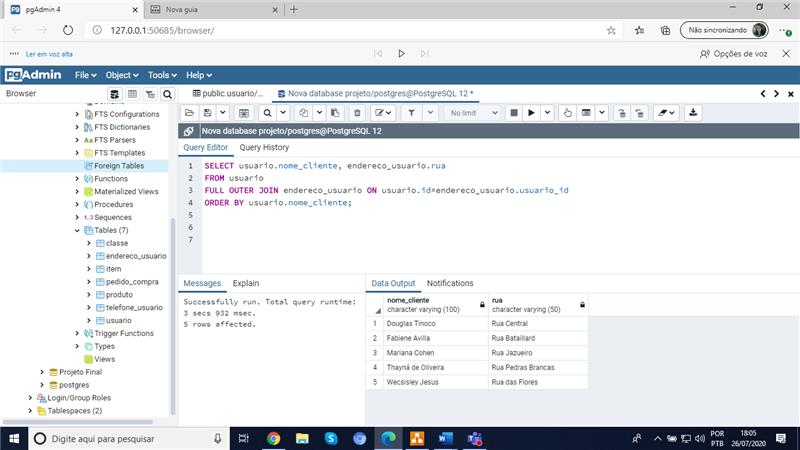 pgAdmin 4
Nova guia
127.0.0.1:50685/browser/
Não sincronizando
Ler em voz alta
Opções de voz
pgAdmin File Object Tools Help
Browser
public.usuario/...
Nova database projeto/postgres@PostgreSQL 12 *
FTS Configurations
FTS Dictionaries
FTS Parsers
FTS Templates
Foreign Tables
Functions
Materialized Views
Procedures
1..3 Sequences
Tables (7)
classe
endereco_usuario
item
pedido_compra
produto
telefone_usuario
usuario
Trigger Functions
Types
Views
Projeto Final
postgres
Login/Group Roles
Tablespaces (2)
No limit
Nova database projeto/postgres@PostgreSQL 12
Query Editor Query History
1 SELECT usuario.nome_cliente, endereco_usuario.rua
2 FROM usuario
3 FULL OUTER JOIN endereco_usuario ON usuario.id=endereco_usuario.usuario_id
4 ORDER BY usuario.nome_cliente;
5
6
7
Messages Explain
Successfully run. Total query runtime:
3 secs 932 msec.
5 rows affected.
Data Output Notifications
nome_cliente rua
character varying (100) character varying (50)
1 Douglas Tinoco Rua Central
2 Fabiene Avilla Rua Bataillard
3 Mariana Cohen Rua Jazueiro
4 Thayná de Oliveira Rua Pedras Brancas
5 Wecsisley Jesus Rua das Flores
Digite aqui para pesquisar
POR
PTB
18:05
26/07/2020